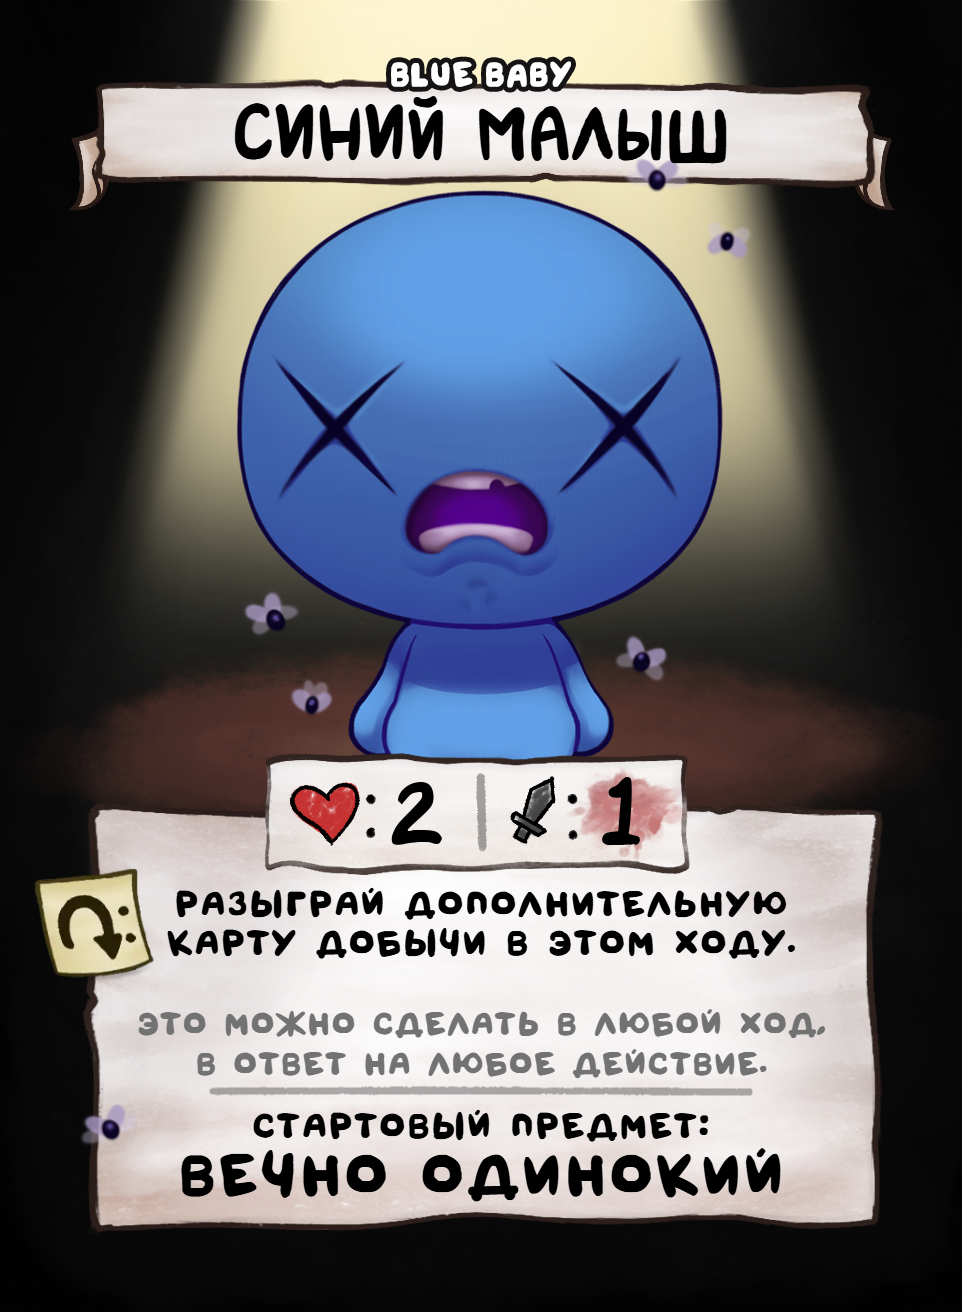 BLUE BABY
СИНИЙ МАЛЫШ
:2 | :1
РАЗЫГРАЙ ДОПОЛНИТЕЛЬНУЮ
КАРТУ ДОБЫЧИ В ЭТОМ ХОДУ.
ЭТО МОЖНО СДЕЛАТЬ В ЛЮБОЙ ХОД,
В ОТВЕТ НА ЛЮБОЕ ДЕЙСТВИЕ.
СТАРТОВЫЙ ПРЕДМЕТ:
ВЕЧНО ОДИНОКИЙ